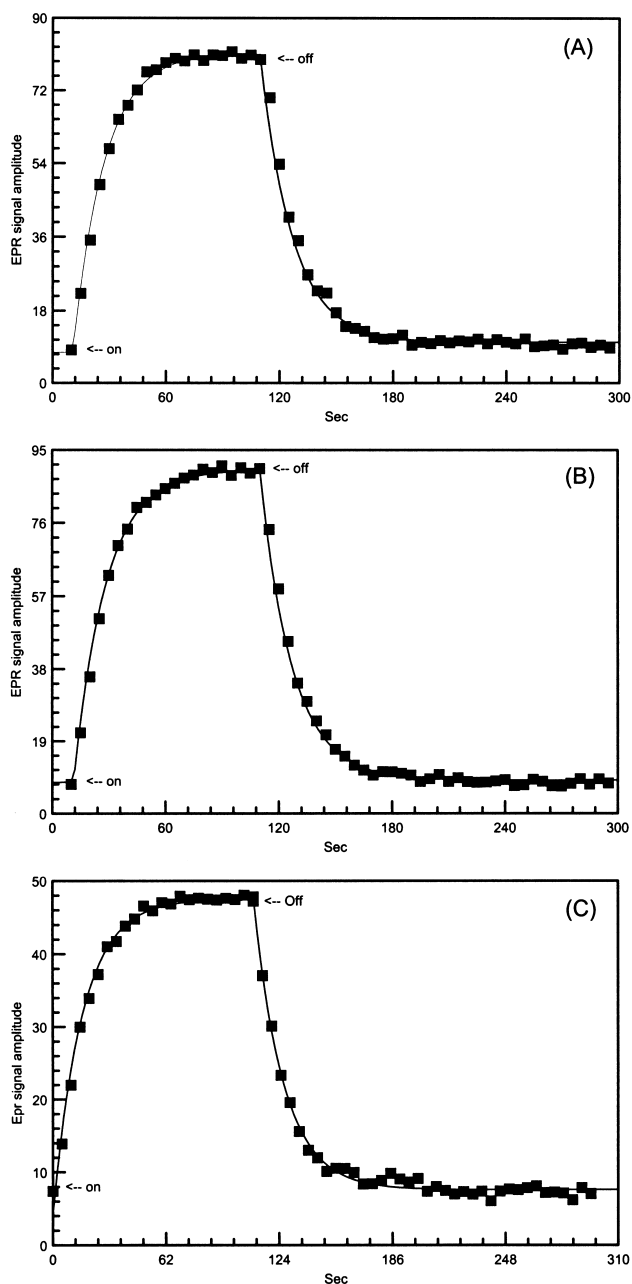 90
(A)
<-- off
72
54
EPR signal amplitude
36
18
<-- on
0
0 60 120 180 240 300
Sec
95
(B)
<-- off
76
57
EPR signal amplitude
38
19
<-- on
0
0 60 120 180 240 300
Sec
50
(C)
<-- Off
40
30
Epr signal amplitude
20
10
<-- on
0
0 62 124 186 248 310
Sec